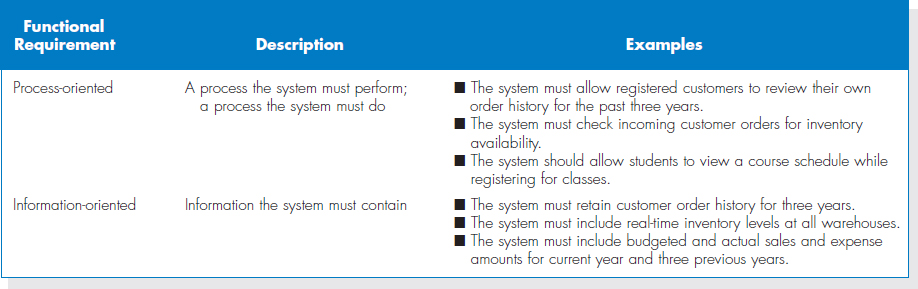 Functional
Requirement Description Examples
Process-oriented A process the system must perform; ■ The system must allow registered customers to review their own
a process the system must do order history for the past three years.
■ The system must check incoming customer orders for inventory
availability.
■ The system should allow students to view a course schedule while
registering for classes.
Information-oriented Information the system must contain ■ The system must retain customer order history for three years.
■ The system must include real-time inventory levels at all warehouses.
■ The system must include budgeted and actual sales and expense
amounts for current year and three previous years.